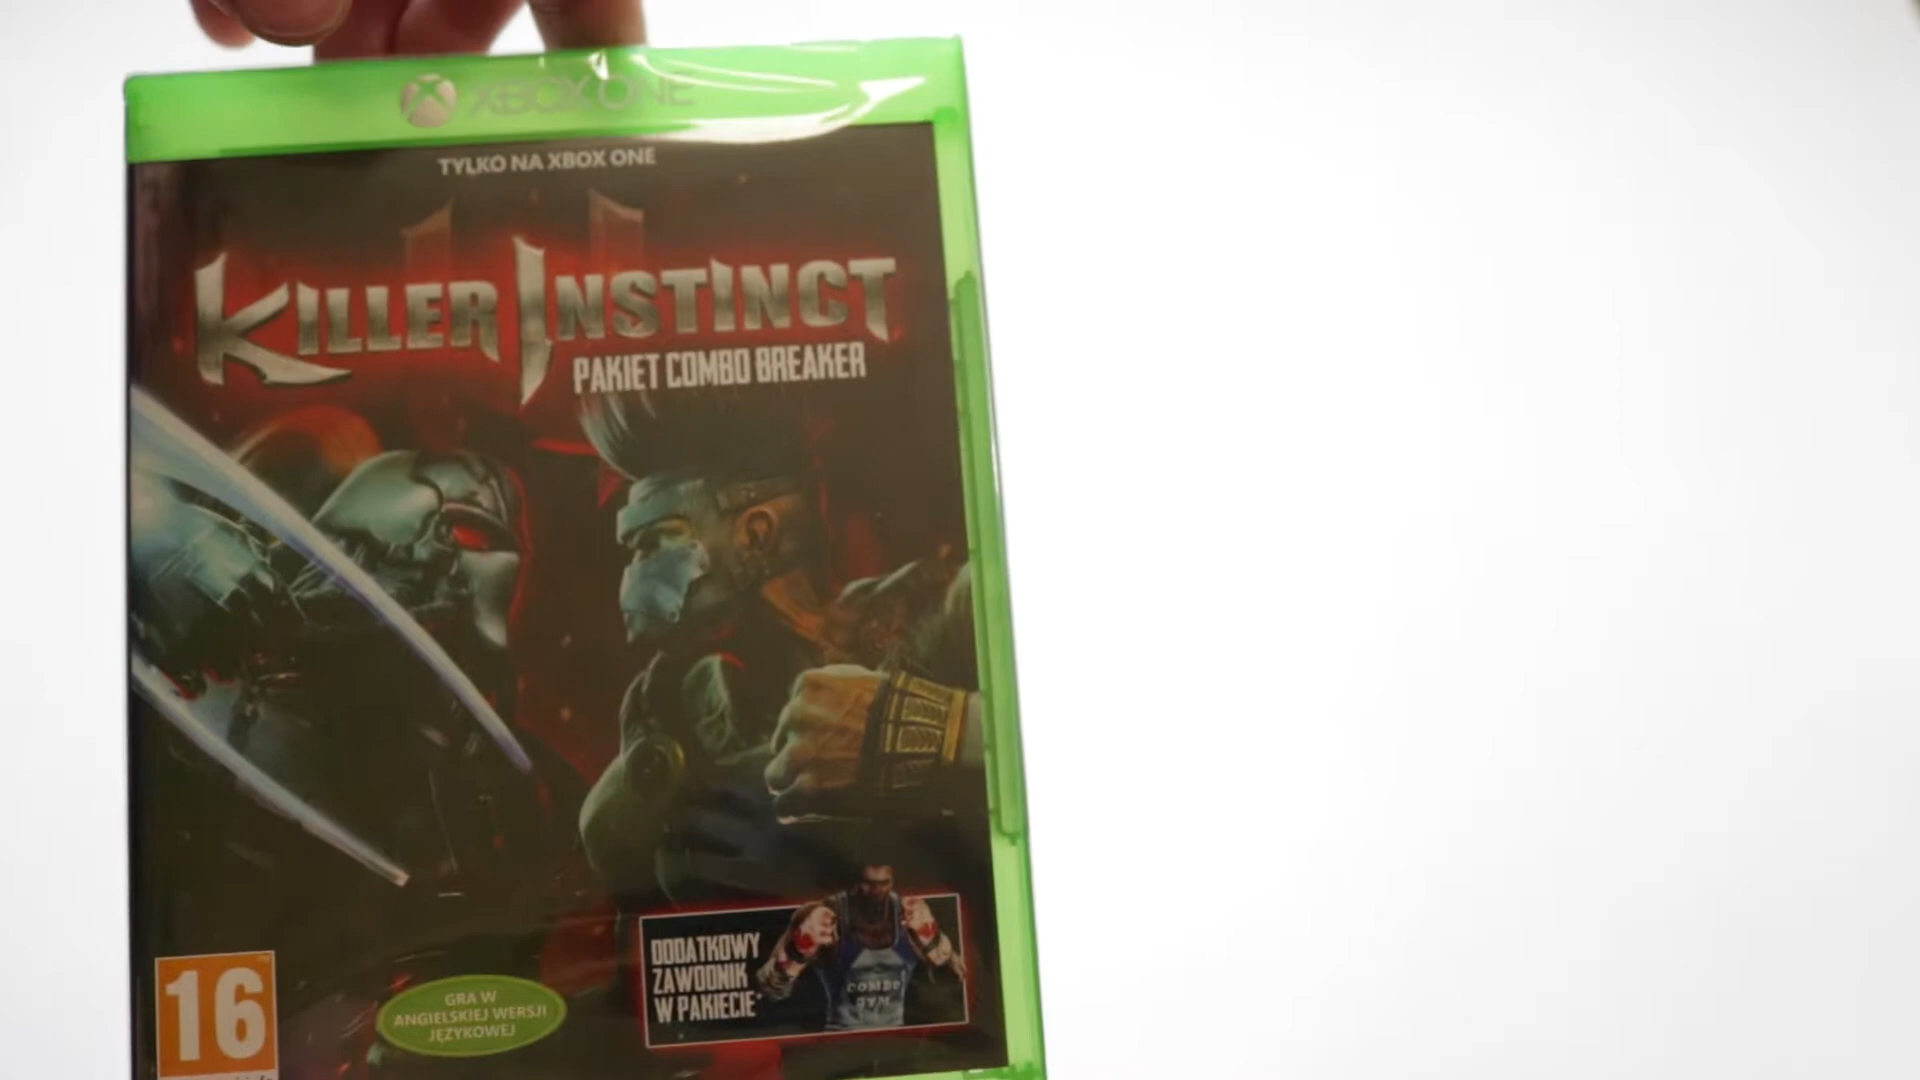 XBOX ONE
TYLKO NA XBOX ONE
KILLER INSTINCT
PAKIET COMBO BREAKER
DODATKOWY
ZAWODNIK
W PAKIECIE*
COMBO
GYM
16
GRA W
ANGIELSKIEJ WERSJI
JĘZYKOWEJ